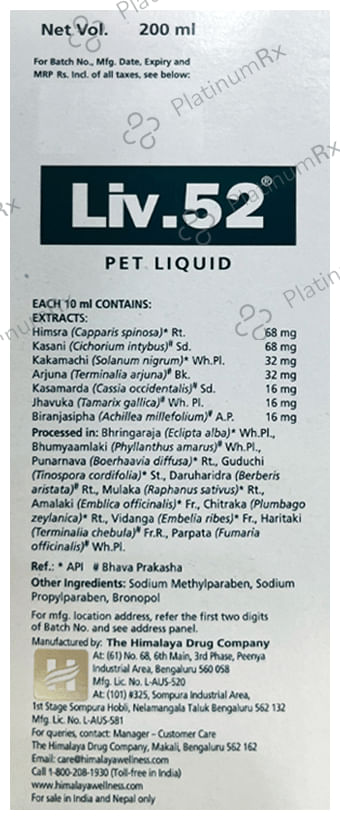 Net Vol. 200 ml
For Batch No., Mfg. Date, Expiry and
MRP Rs. Incl. of all taxes, see below:
PlatinumRx
PlatinumRx
Liv.52®
PlatinumRx
PET LIQUID
EACH 10 ml CONTAINS:
EXTRACTS:
Himsra (Capparis spinosa)* Rt. 68 mg
Kasani (Cichorium intybus)# Sd. 68 mg
Kakamachi (Solanum nigrum)* Wh.Pl. 32 mg
Arjuna (Terminalia arjuna)# Bk. 32 mg
Kasamarda (Cassia occidentalis)# Sd. 16 mg
Jhavuka (Tamarix gallica)# Wh. Pl. 16 mg
Biranjasipha (Achillea millefolium)# A.P. 16 mg
Processed in: Bhringaraja (Eclipta alba)* Wh.Pl.,
Bhumyaamlaki (Phyllanthus amarus)# Wh.Pl.,
Punarnava (Boerhaavia diffusa)* Rt., Guduchi
(Tinospora cordifolia)* St., Daruharidra (Berberis
aristata)# Rt., Mulaka (Raphanus sativus)* Rt.,
Amalaki (Emblica officinalis)* Fr., Chitraka (Plumbago
zeylanica)* Rt., Vidanga (Embelia ribes)* Fr., Haritaki
(Terminalia chebula)# Fr.R., Parpata (Fumaria
officinalis)# Wh.Pl.
Ref.: * API # Bhava Prakasha
Other Ingredients: Sodium Methylparaben, Sodium
Propylparaben, Bronopol
For mfg. location address, refer the first two digits
of Batch No. and see address panel.
Manufactured by: The Himalaya Drug Company
At: (61) No. 68, 6th Main, 3rd Phase, Peenya
Industrial Area, Bengaluru 560 058
Mfg. Lic. No. L-AUS-520
At: (101) #325, Sompura Industrial Area,
1st Stage Sompura Hobli, Nelamangala Taluk Bengaluru 562 132
Mfg. Lic. No. L-AUS-581
For queries, contact: Manager – Customer Care
The Himalaya Drug Company, Makali, Bengaluru 562 162
Email: care@himalayawellness.com
Call 1-800-208-1930 (Toll-free in India)
www.himalayawellness.com
For sale in India and Nepal only